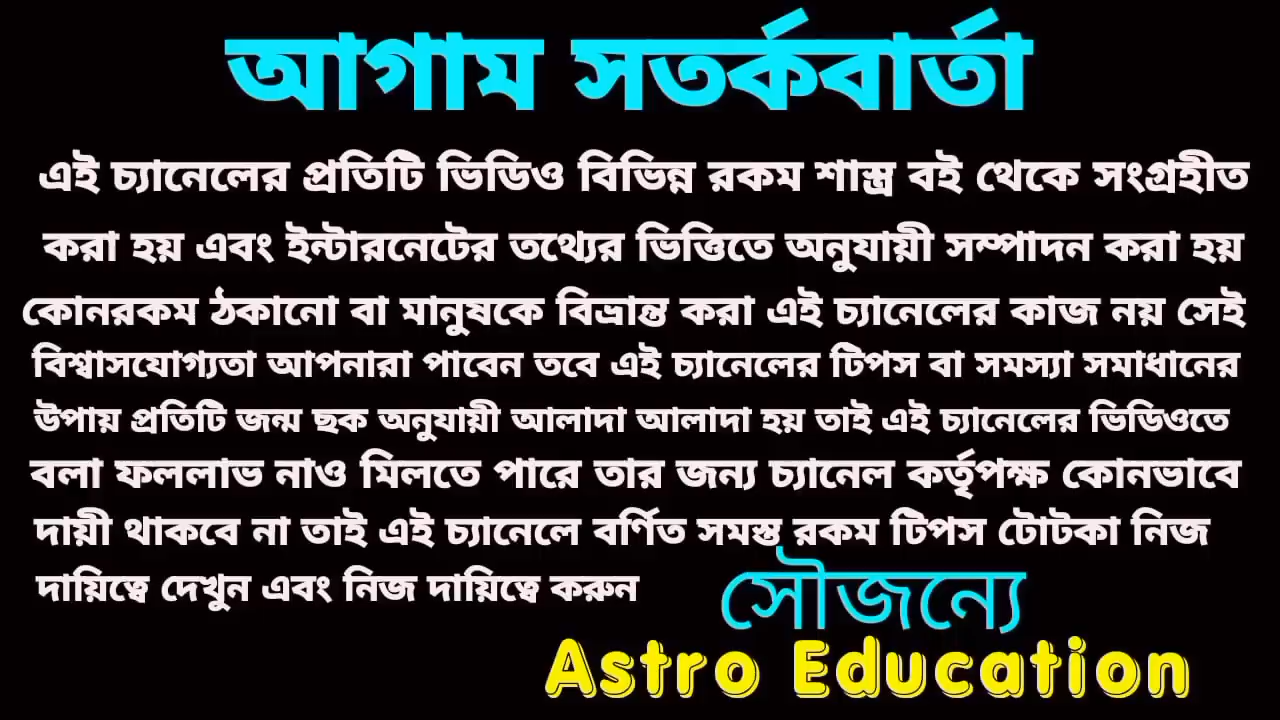 আগাম সতর্কবার্তা
এই চ্যানেলের প্রতিটি ভিডিও বিভিন্ন রকম শাস্ত্র বই থেকে সংগ্রহীত
করা হয় এবং ইন্টারনেটের তথ্যের ভিত্তিতে অনুযায়ী সম্পাদন করা হয়
কোনরকম ঠকানো বা মানুষকে বিভ্রান্ত করা এই চ্যানেলের কাজ নয় সেই
বিশ্বাসযোগ্যতা আপনারা পাবেন তবে এই চ্যানেলের টিপস বা সমস্যা সমাধানের
উপায় প্রতিটি জন্ম ছক অনুযায়ী আলাদা আলাদা হয় তাই এই চ্যানেলের ভিডিওতে
বলা ফললাভ নাও মিলতে পারে তার জন্য চ্যানেল কর্তৃপক্ষ কোনভাবে
দায়ী থাকবে না তাই এই চ্যানেলে বর্ণিত সমস্ত রকম টিপস টোটকা নিজ
দায়িত্বে দেখুন এবং নিজ দায়িত্বে করুন
সৌজন্যে
Astro Education